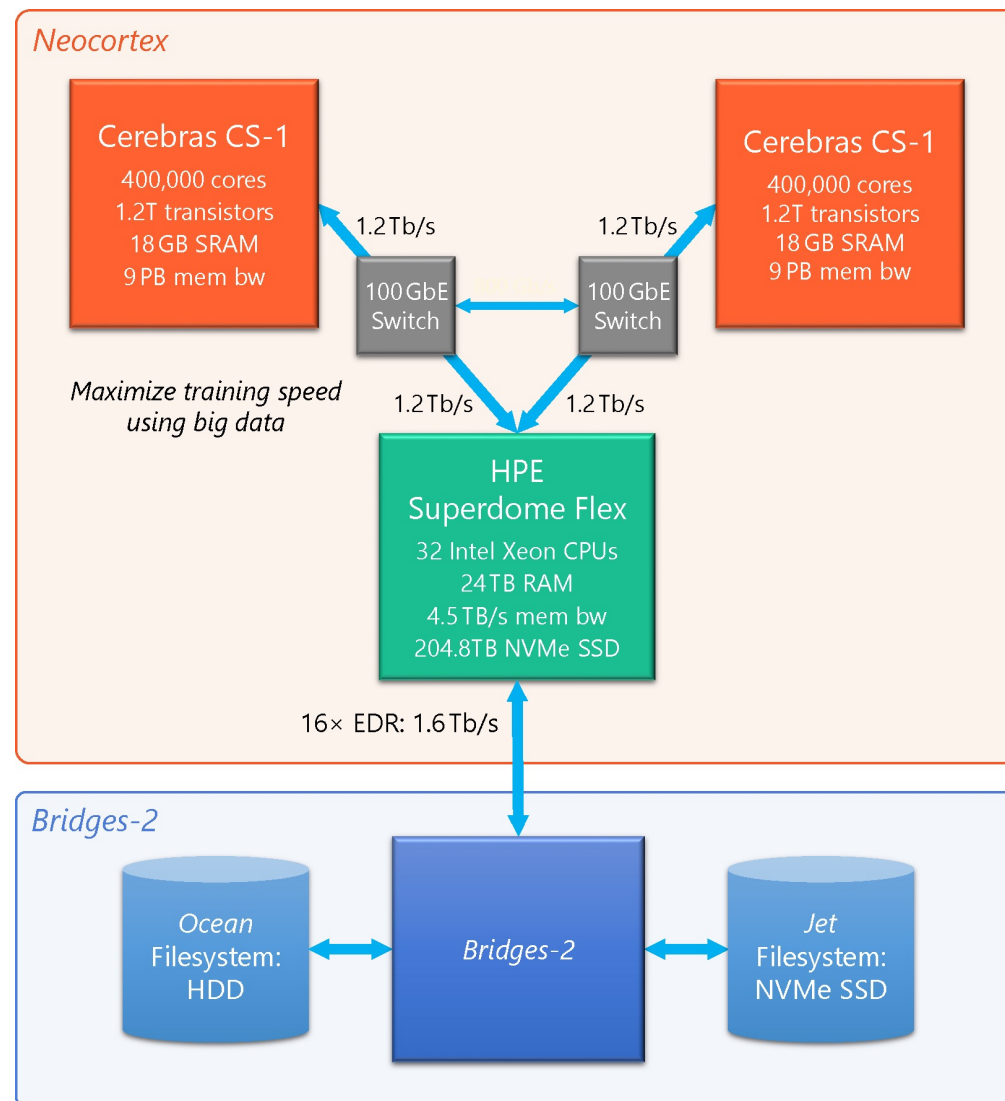 Neocortex
Cerebras CS-1
400,000 cores
1.2T transistors
18 GB SRAM
9 PB mem bw
Cerebras CS-1
400,000 cores
1.2T transistors
18 GB SRAM
9 PB mem bw
1.2 Tb/s
1.2 Tb/s
100 GbE
Switch
100 GbE
Switch
Maximize training speed
using big data
1.2 Tb/s
1.2 Tb/s
HPE
Superdome Flex
32 Intel Xeon CPUs
24 TB RAM
4.5 TB/s mem bw
204.8TB NVMe SSD
16× EDR: 1.6 Tb/s
Bridges-2
Ocean
Filesystem:
HDD
Bridges-2
Jet
Filesystem:
NVMe SSD